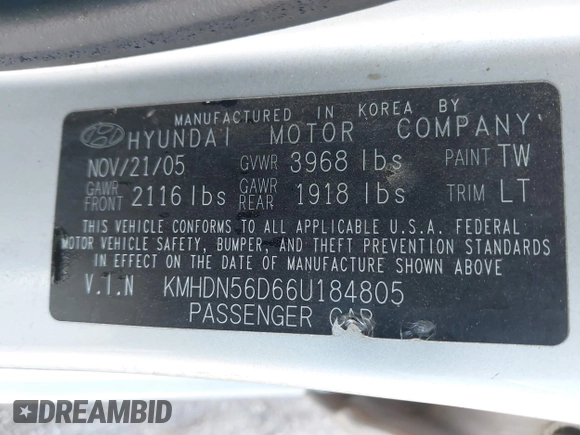 MANUFACTURED IN KOREA BY
HYUNDAI MOTOR COMPANY
NOV/21/05 GVWR 3968 lbs PAINT TW
GAWR FRONT 2116 lbs GAWR REAR 1918 lbs TRIM LT
THIS VEHICLE CONFORMS TO ALL APPLICABLE U.S.A. FEDERAL
MOTOR VEHICLE SAFETY, BUMPER, AND THEFT PREVENTION STANDARDS
IN EFFECT ON THE DATE OF MANUFACTURE SHOWN ABOVE
V.I.N KMHDN56D66U184805
PASSENGER CAR
DREAMBID